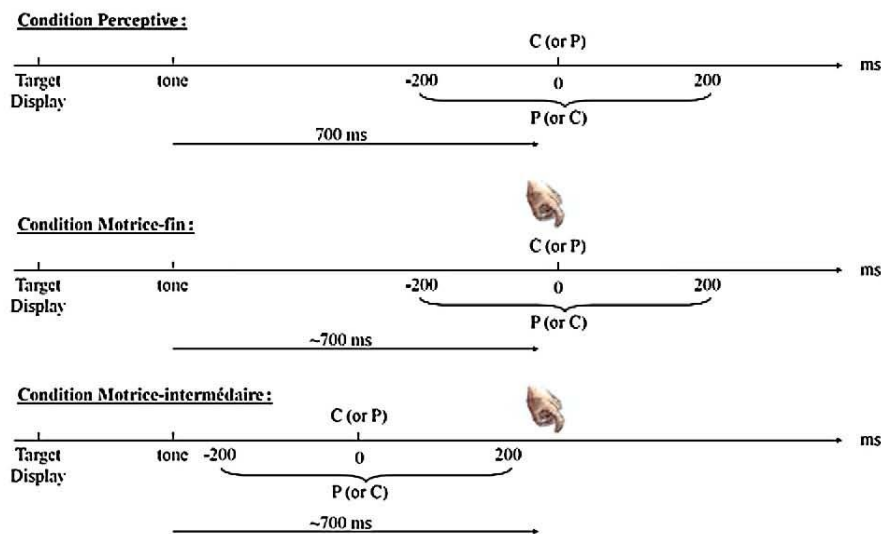 Condition Perceptive :
C (or P)
ms
Target Display
tone
-200
0
200
P (or C)
700 ms
Condition Motrice-fin :
C (or P)
ms
Target Display
tone
-200
0
200
P (or C)
~700 ms
Condition Motrice-intermédaire :
C (or P)
ms
Target Display
tone
-200
0
200
P (or C)
~700 ms